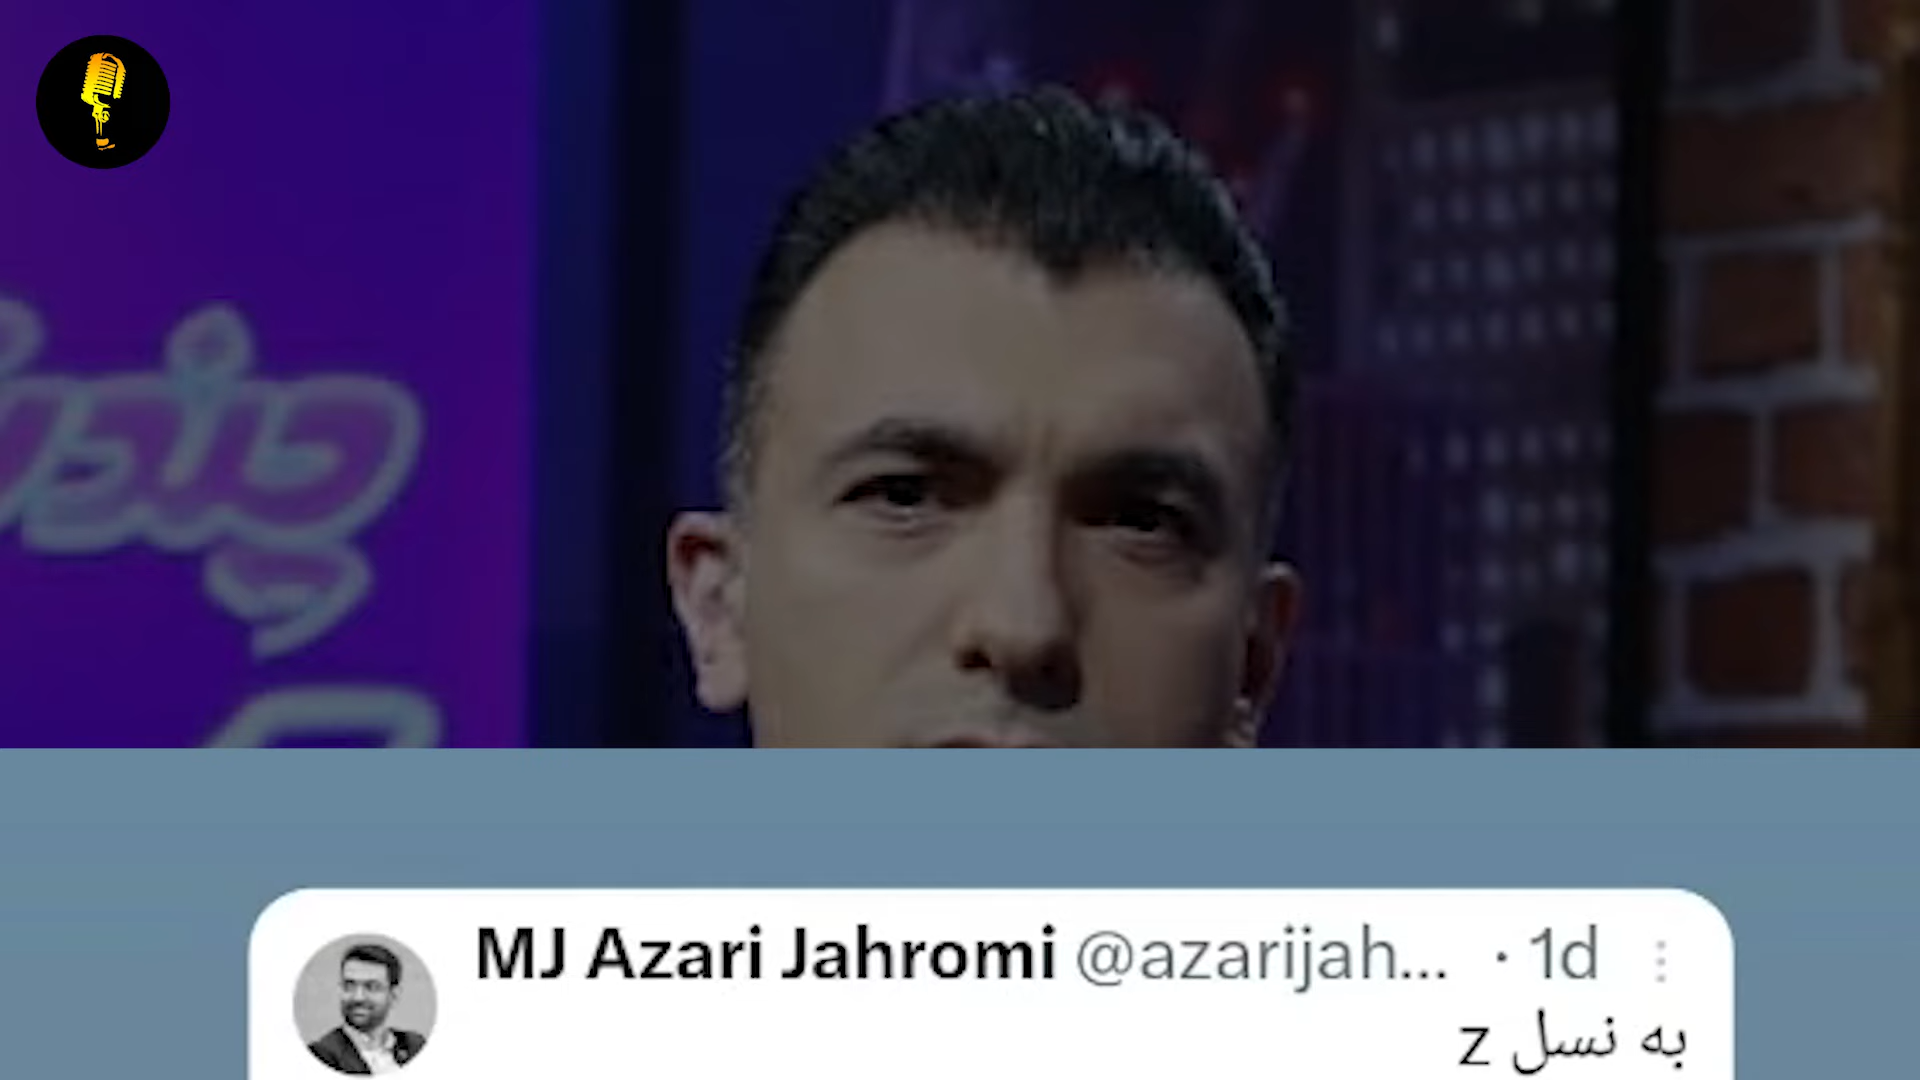 MJ Azari Jahromi @azarijah... · 1d
به نسل z